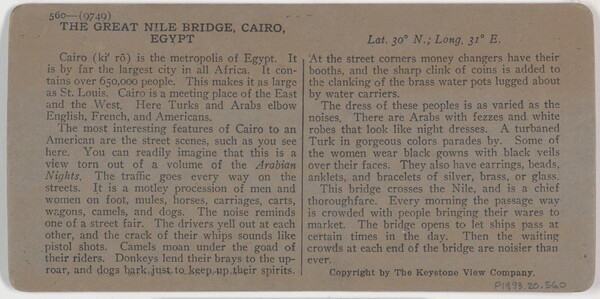 560—(9749)
THE GREAT NILE BRIDGE, CAIRO,
EGYPT
Lat. 30° N.; Long. 31° E.
Cairo (kī′ rō) is the metropolis of Egypt. It
is by far the largest city in all Africa. It con-
tains over 650,000 people. This makes it as large
as St. Louis. Cairo is a meeting place of the East
and the West. Here Turks and Arabs elbow
English, French, and Americans.
The most interesting features of Cairo to an
American are the street scenes, such as you see
here. You can readily imagine that this is a
view torn out of a volume of the Arabian
Nights. The traffic goes every way on the
streets. It is a motley procession of men and
women on foot, mules, horses, carriages, carts,
wagons, camels, and dogs. The noise reminds
one of a street fair. The drivers yell out at each
other, and the crack of their whips sounds like
pistol shots. Camels moan under the goad of
their riders. Donkeys lend their brays to the up-
roar, and dogs bark just to keep up their spirits.
At the street corners money changers have their
booths, and the sharp clink of coins is added to
the clanking of the brass water pots lugged about
by water carriers.
The dress of these peoples is as varied as the
noises. There are Arabs with fezzes and white
robes that look like night dresses. A turbaned
Turk in gorgeous colors parades by. Some of
the women wear black gowns with black veils
over their faces. They also have earrings, beads,
anklets, and bracelets of silver, brass, or glass.
This bridge crosses the Nile, and is a chief
thoroughfare. Every morning the passage way
is crowded with people bringing their wares to
market. The bridge opens to let ships pass at
certain times in the day. Then the waiting
crowds at each end of the bridge are noisier than
ever.
Copyright by The Keystone View Company.
P1993.20.560